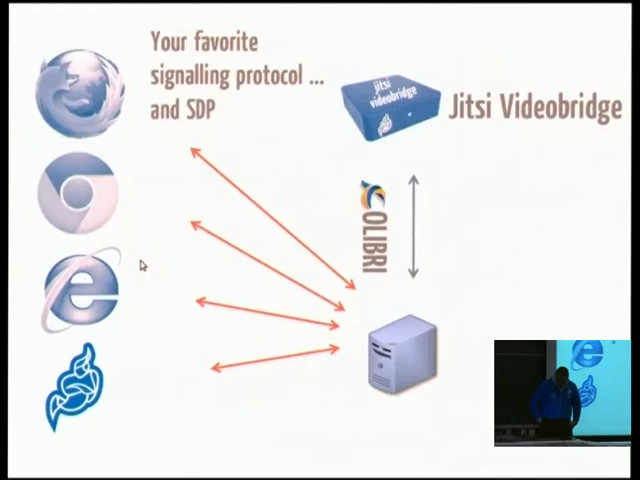 Your favorite
signalling protocol ...
and SDP
jitsi
videobridge
Jitsi Videobridge
COLIBRI